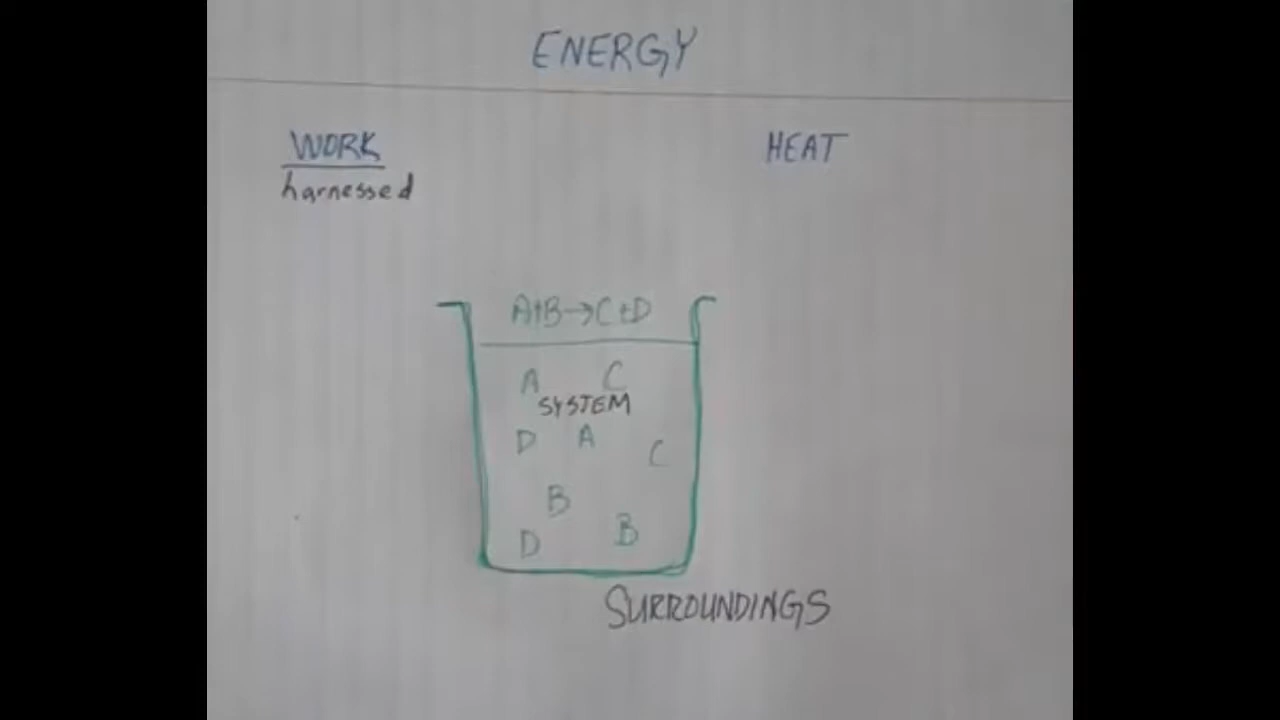 ENERGY
WORK
harnessed
HEAT
A+B→C+D
A C
SYSTEM
D A
C
B
B
D
SURROUNDINGS